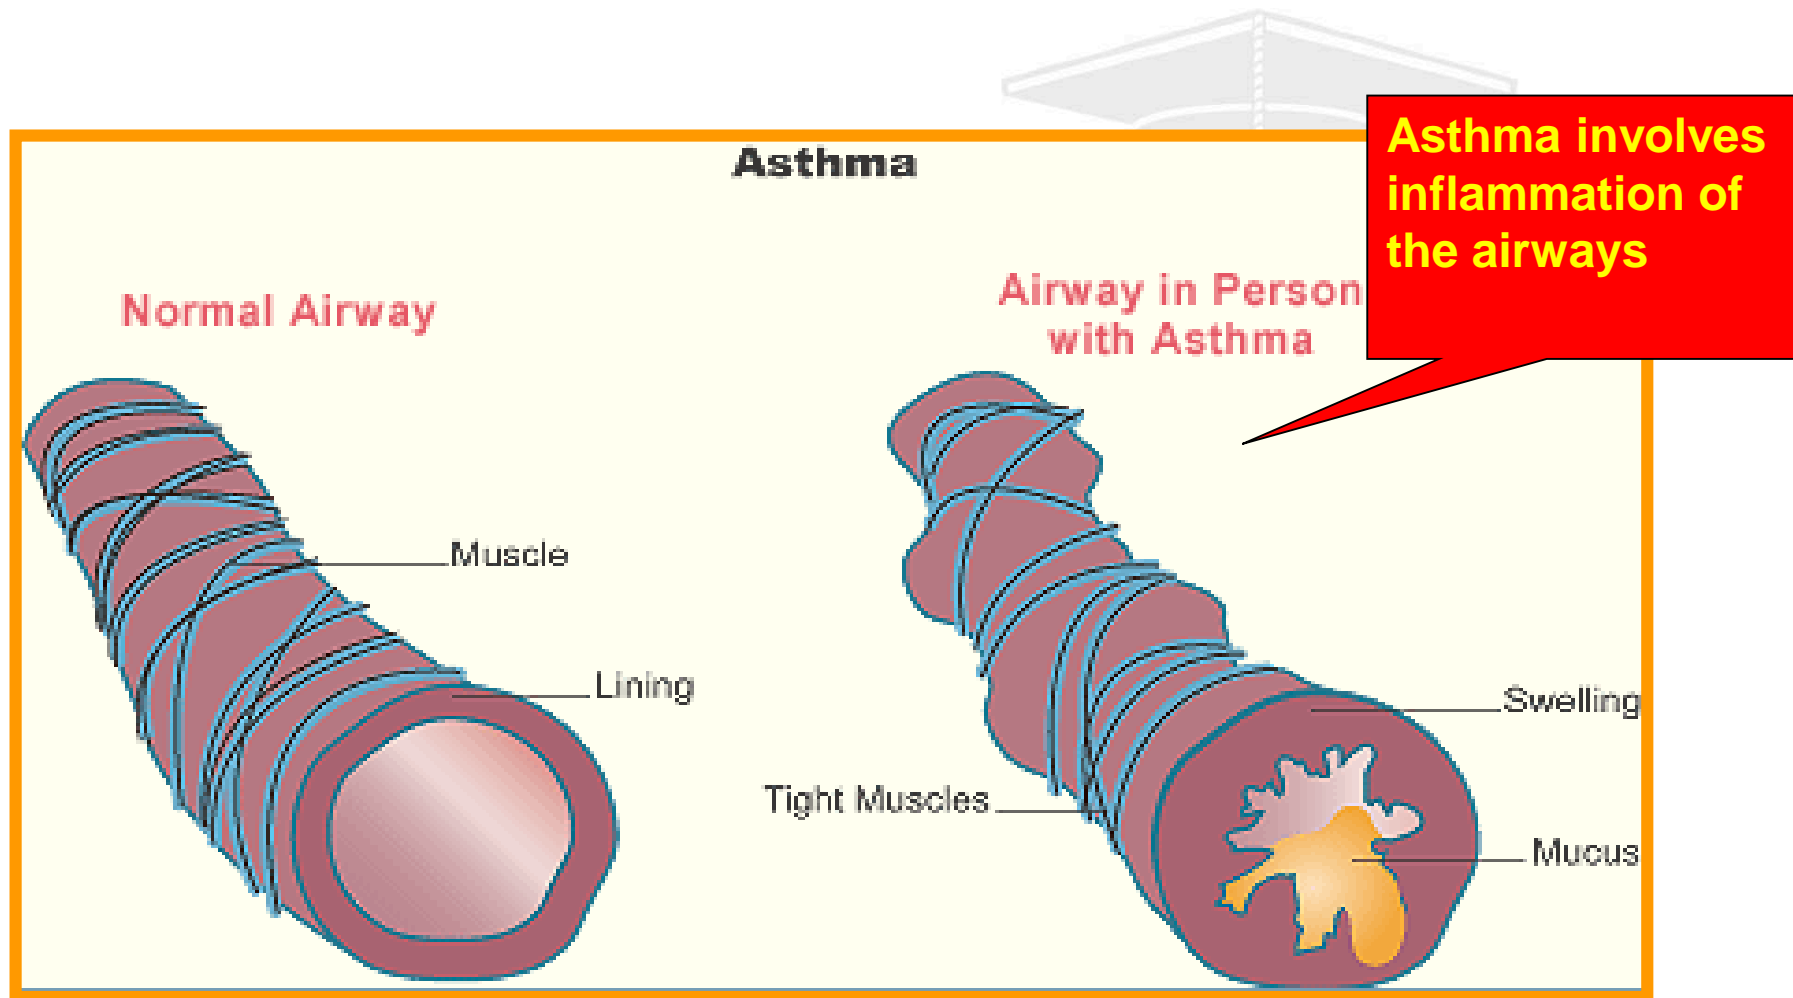 Asthma
Asthma involves
inflammation of
the airways
Normal Airway
Airway in Person
with Asthma
Muscle
Lining
Swelling
Tight Muscles
Mucus